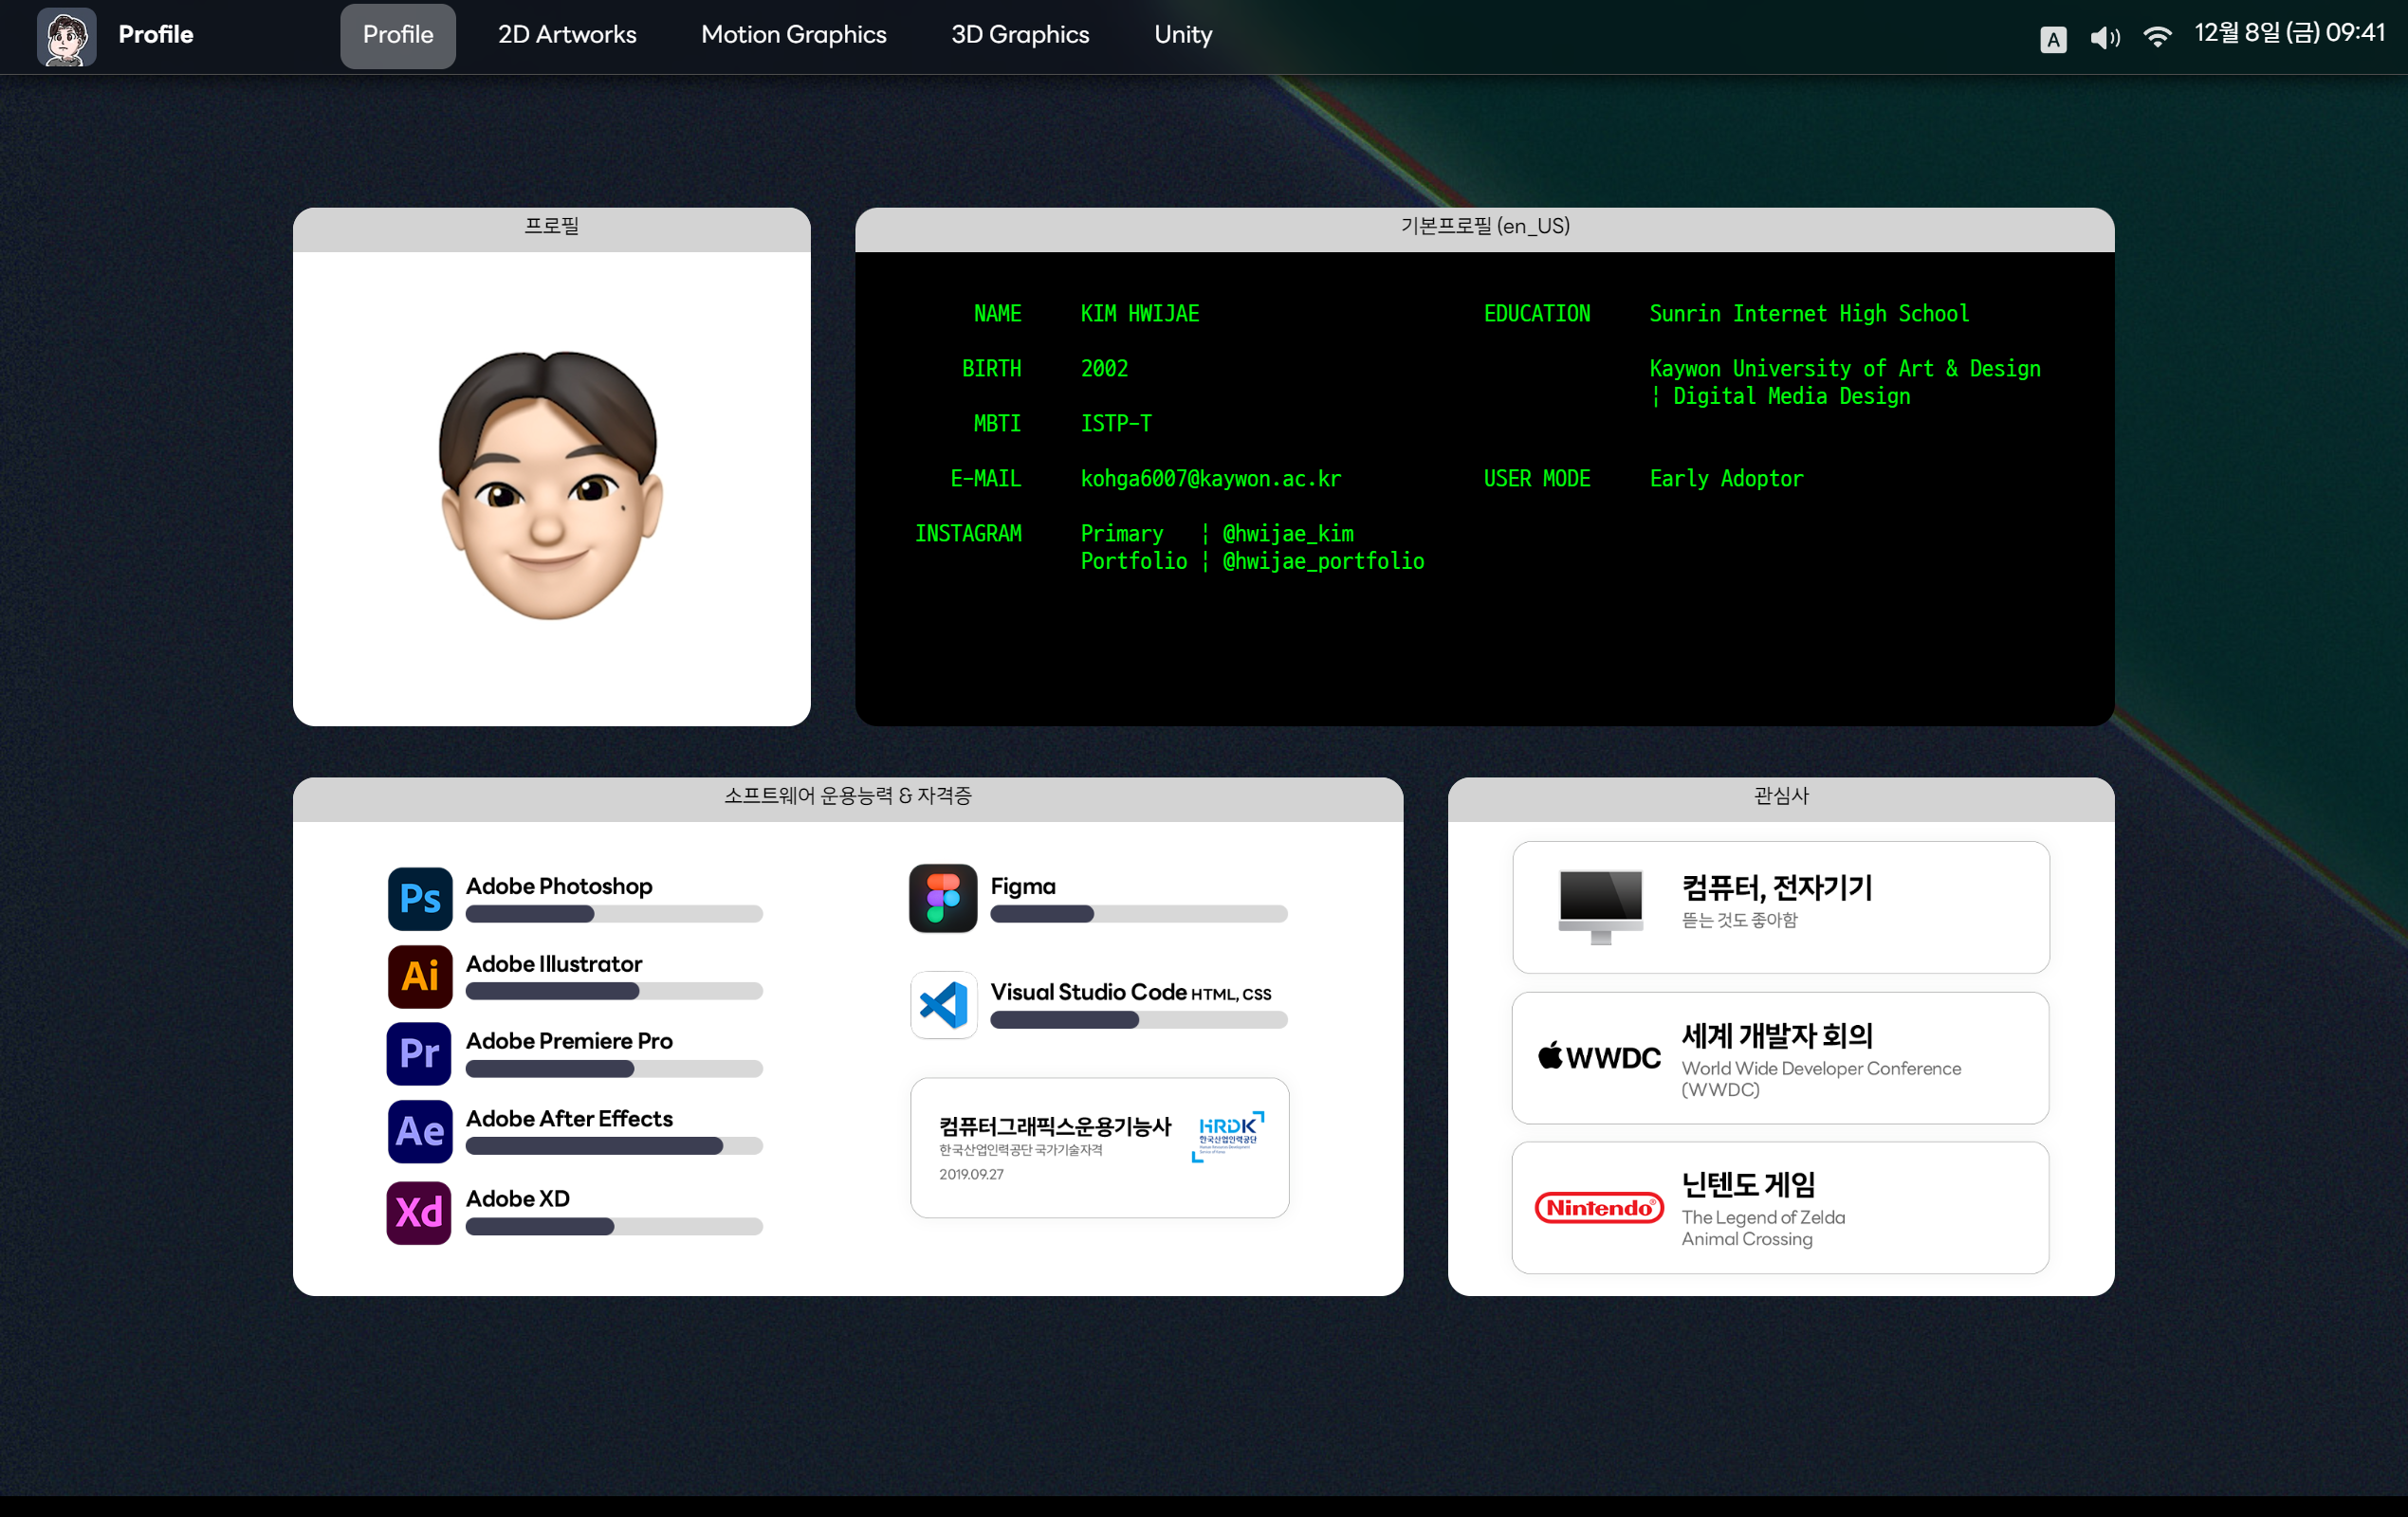 Profile
Profile
2D Artworks
Motion Graphics
3D Graphics
Unity
A
12월 8일 (금) 09:41
프로필
기본프로필 (en_US)
NAME KIM HWIJAE
BIRTH 2002
MBTI ISTP-T
E-MAIL kohga6007@kaywon.ac.kr
INSTAGRAM Primary ¦ @hwijae_kim
Portfolio ¦ @hwijae_portfolio
EDUCATION Sunrin Internet High School
Kaywon University of Art & Design
¦ Digital Media Design
USER MODE Early Adoptor
소프트웨어 운용능력 & 자격증
Ps Adobe Photoshop
Ai Adobe Illustrator
Pr Adobe Premiere Pro
Ae Adobe After Effects
Xd Adobe XD
Figma
Visual Studio Code HTML, CSS
컴퓨터그래픽스운용기능사
한국산업인력공단 국가기술자격
2019.09.27
HRDK
한국산업인력공단
관심사
컴퓨터, 전자기기
뜯는 것도 좋아함
WWDC
세계 개발자 회의
World Wide Developer Conference
(WWDC)
Nintendo®
닌텐도 게임
The Legend of Zelda
Animal Crossing